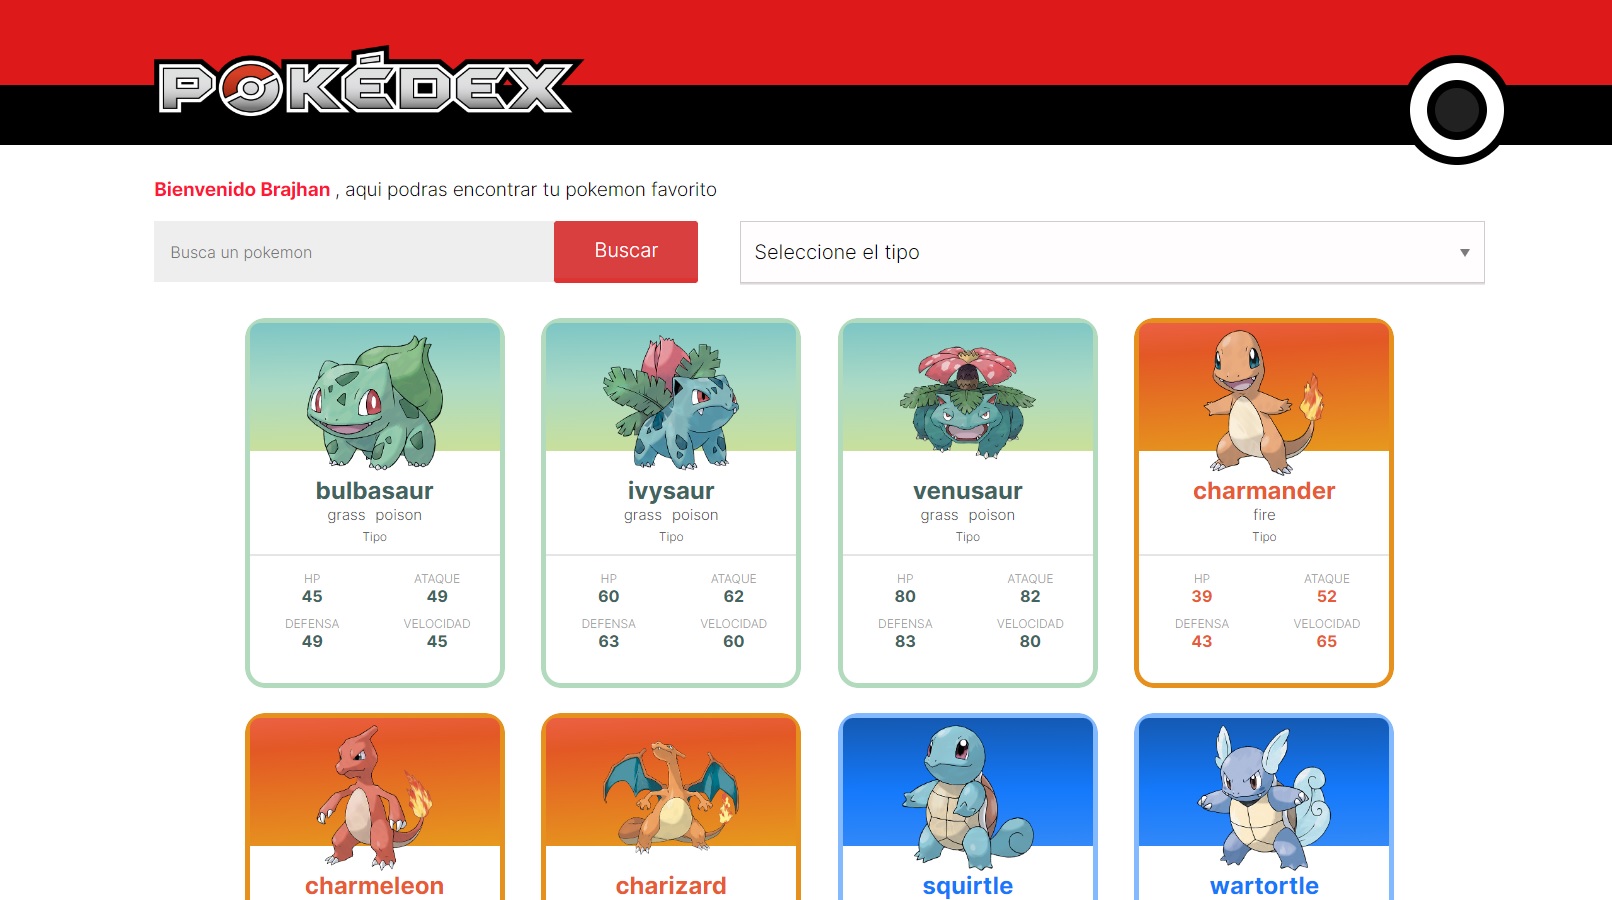 POKÉDEX
Bienvenido Brajhan , aqui podras encontrar tu pokemon favorito
Busca un pokemon
Buscar
Seleccione el tipo
bulbasaur
grass poison
Tipo
HP ATAQUE
45 49
DEFENSA VELOCIDAD
49 45
ivysaur
grass poison
Tipo
HP ATAQUE
60 62
DEFENSA VELOCIDAD
63 60
venusaur
grass poison
Tipo
HP ATAQUE
80 82
DEFENSA VELOCIDAD
83 80
charmander
fire
Tipo
HP ATAQUE
39 52
DEFENSA VELOCIDAD
43 65
charmeleon
charizard
squirtle
wartortle